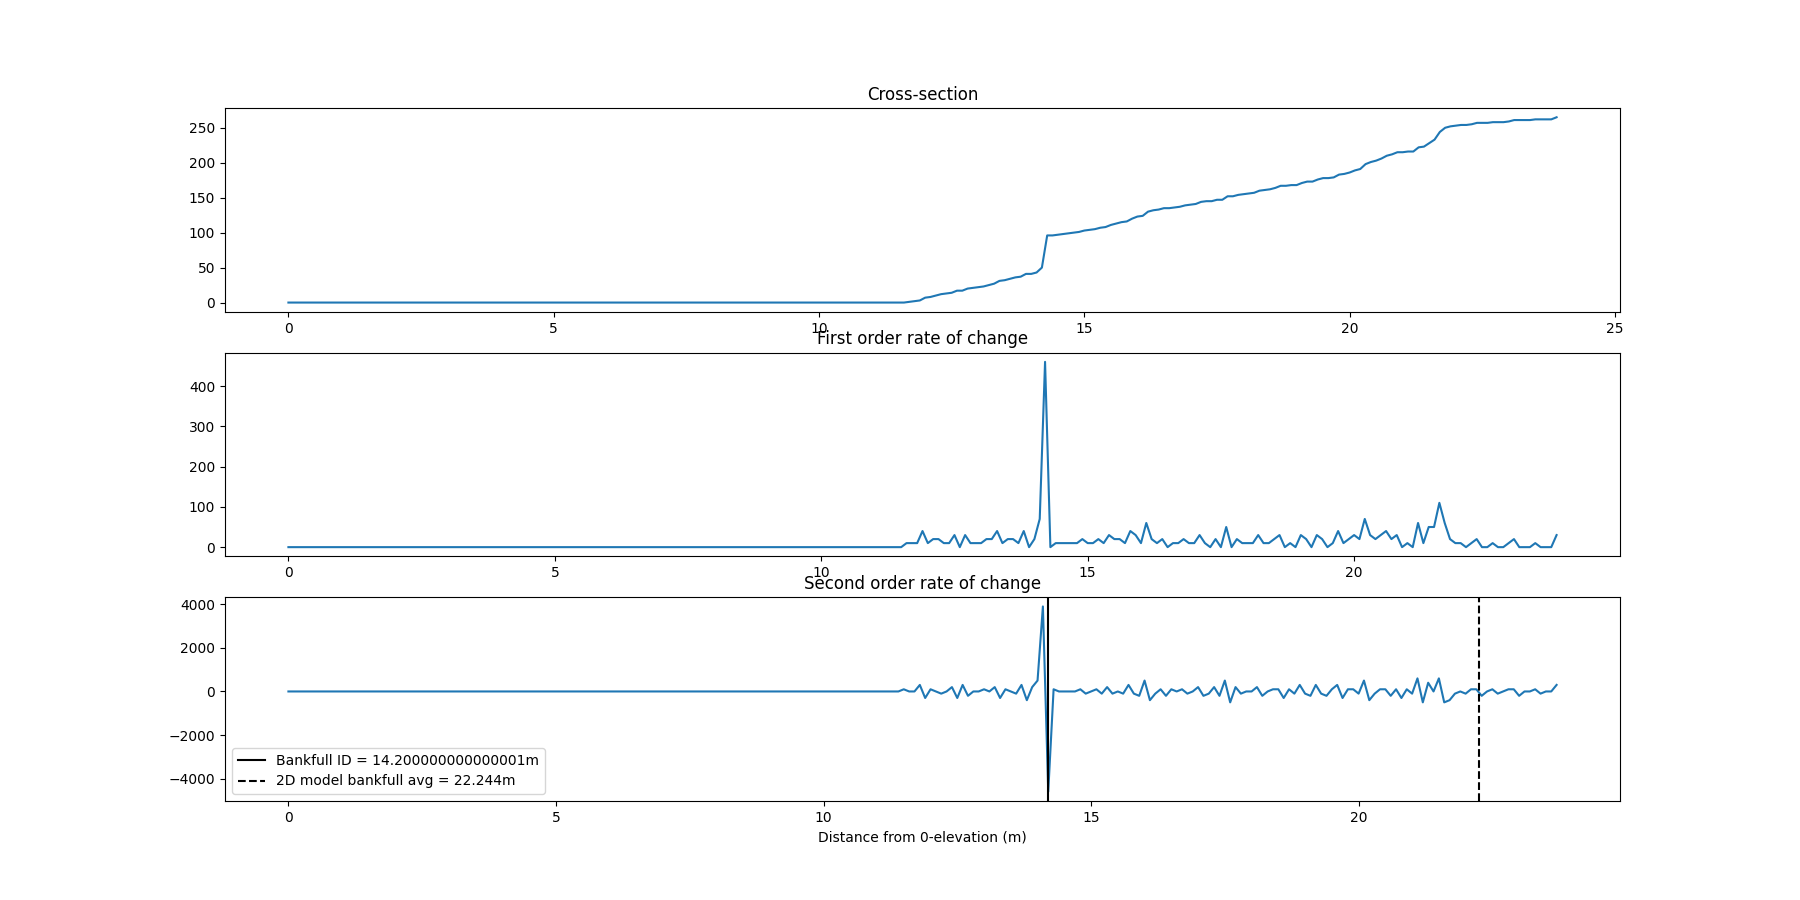 Cross-section
250
200
150
100
50
0
0 5 10 15 20 25
First order rate of change
400
300
200
100
0
0 5 10 15 20
Second order rate of change
4000
2000
0
−2000
−4000
Bankfull ID = 14.200000000000001m
2D model bankfull avg = 22.244m
0 5 10 15 20
Distance from 0-elevation (m)